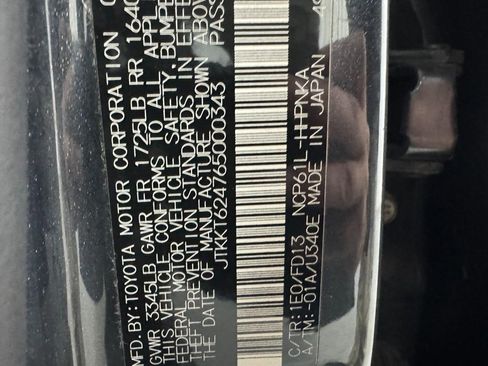 MFD. BY: TOYOTA MOTOR CORPORATION
GVWR 3345LB GAWR FR 1725LB RR 1640
THIS VEHICLE CONFORMS TO ALL APPL
FEDERAL MOTOR VEHICLE SAFETY, BUMPE
THEFT PREVENTION STANDARDS IN EFFE
THE DATE OF MANUFACTURE SHOWN ABOV
JTKKT624765000343 PASS
C/TR: 1E0/FD13 NCP61L-HHPNKA
A/TM: -01A/U340E MADE IN JAPAN